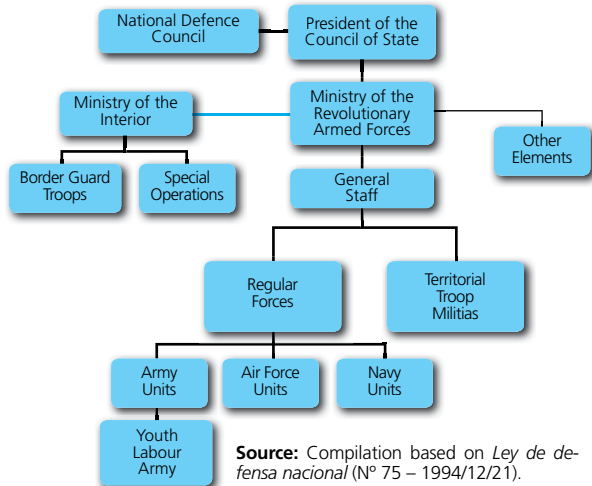 National Defence
Council
President of the
Council of State
Ministry of the
Interior
Ministry of the
Revolutionary
Armed Forces
Other
Elements
Border Guard
Troops
Special
Operations
General
Staff
Regular
Forces
Territorial
Troop
Militias
Army
Units
Air Force
Units
Navy
Units
Youth
Labour
Army
Source: Compilation based on Ley de de-
fensa nacional (Nº 75 – 1994/12/21).